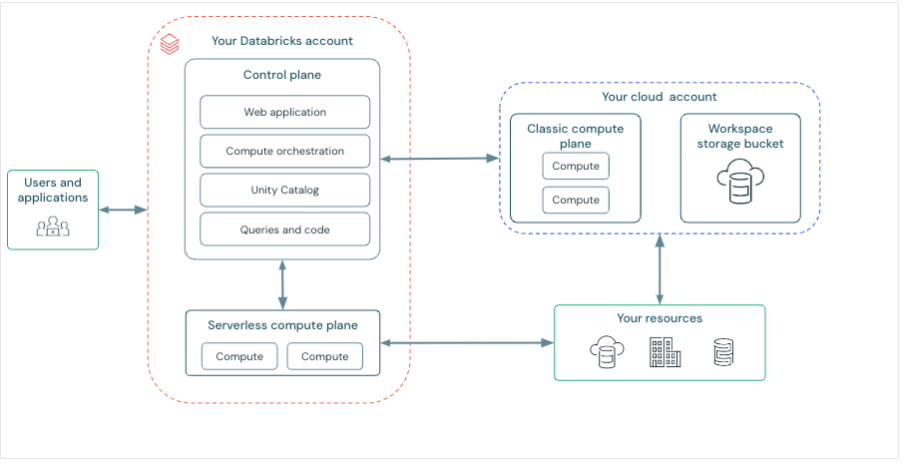 Your Databricks account
Control plane
Web application
Compute orchestration
Unity Catalog
Queries and code
Users and
applications
Serverless compute plane
Compute
Compute
Your cloud account
Classic compute
plane
Compute
Compute
Workspace
storage bucket
Your resources